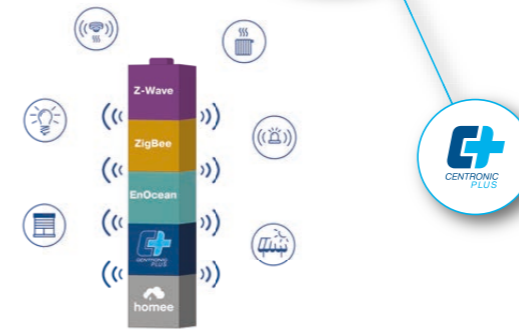 Z-Wave
ZigBee
EnOcean
CENTRONIC
PLUS
homee
CENTRONIC
PLUS